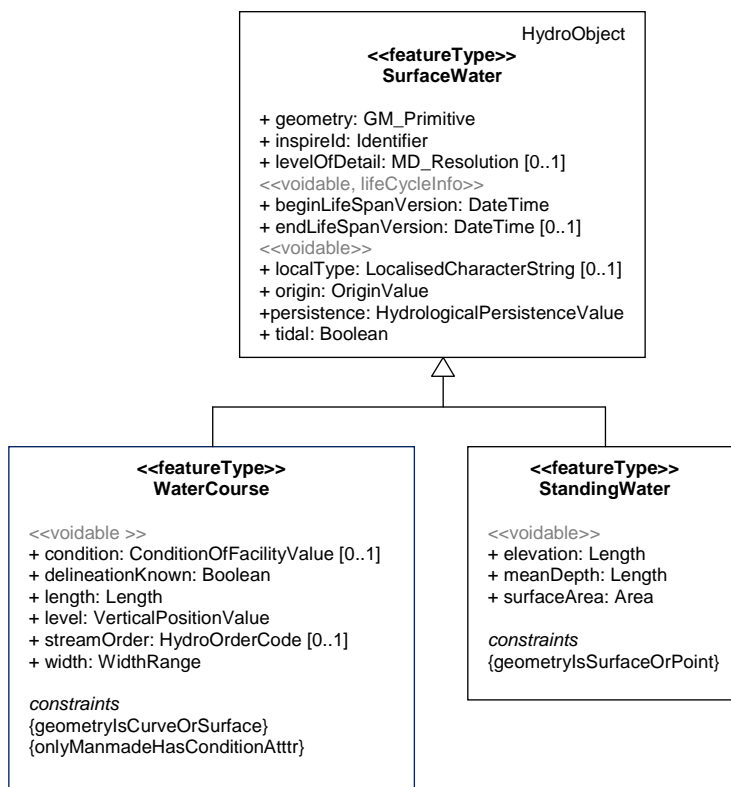 HydroObject
<<featureType>>
SurfaceWater
+ geometry: GM_Primitive
+ inspireId: Identifier
+ levelOfDetail: MD_Resolution [0..1]
<<voidable, lifeCycleInfo>>
+ beginLifeSpanVersion: DateTime
+ endLifeSpanVersion: DateTime [0..1]
<<voidable>>
+ localType: LocalisedCharacterString [0..1]
+ origin: OriginValue
+persistence: HydrologicalPersistenceValue
+ tidal: Boolean
<<featureType>>
WaterCourse
<<voidable >>
+ condition: ConditionOfFacilityValue [0..1]
+ delineationKnown: Boolean
+ length: Length
+ level: VerticalPositionValue
+ streamOrder: HydroOrderCode [0..1]
+ width: WidthRange
constraints
{geometryIsCurveOrSurface}
{onlyManmadeHasConditionAtttr}
<<featureType>>
StandingWater
<<voidable>>
+ elevation: Length
+ meanDepth: Length
+ surfaceArea: Area
constraints
{geometryIsSurfaceOrPoint}